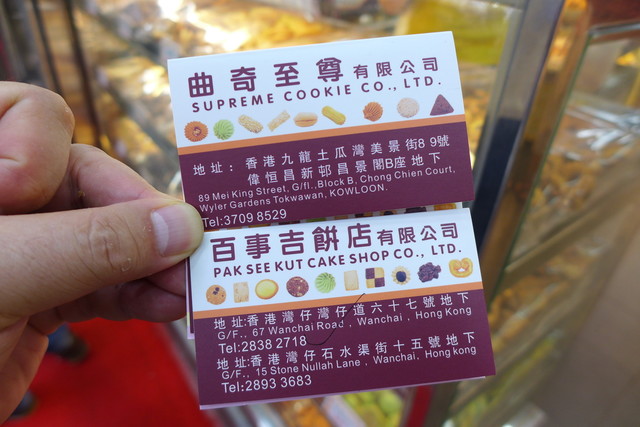 曲奇至尊有限公司
SUPREME COOKIE CO., LTD.
地址：香港九龍土瓜灣美景街8 9號
偉恒昌新邨昌景閣B座地下
89 Mei King Street, G/fl., Block B, Chong Chien Court,
Wyler Gardens Tokwawan, KOWLOON.
Tel:3709 8529
百事吉餅店有限公司
PAK SEE KUT CAKE SHOP CO., LTD.
地址:香港灣仔灣仔道六十七號地下
G/F., 67 Wanchai Road, Wanchai, Hong Kong
Tel:2838 2718
地址:香港灣仔石水渠街十五號地下
G/F., 15 Stone Nullah Lane, Wanchai, Hong kong
Tel:2893 3683